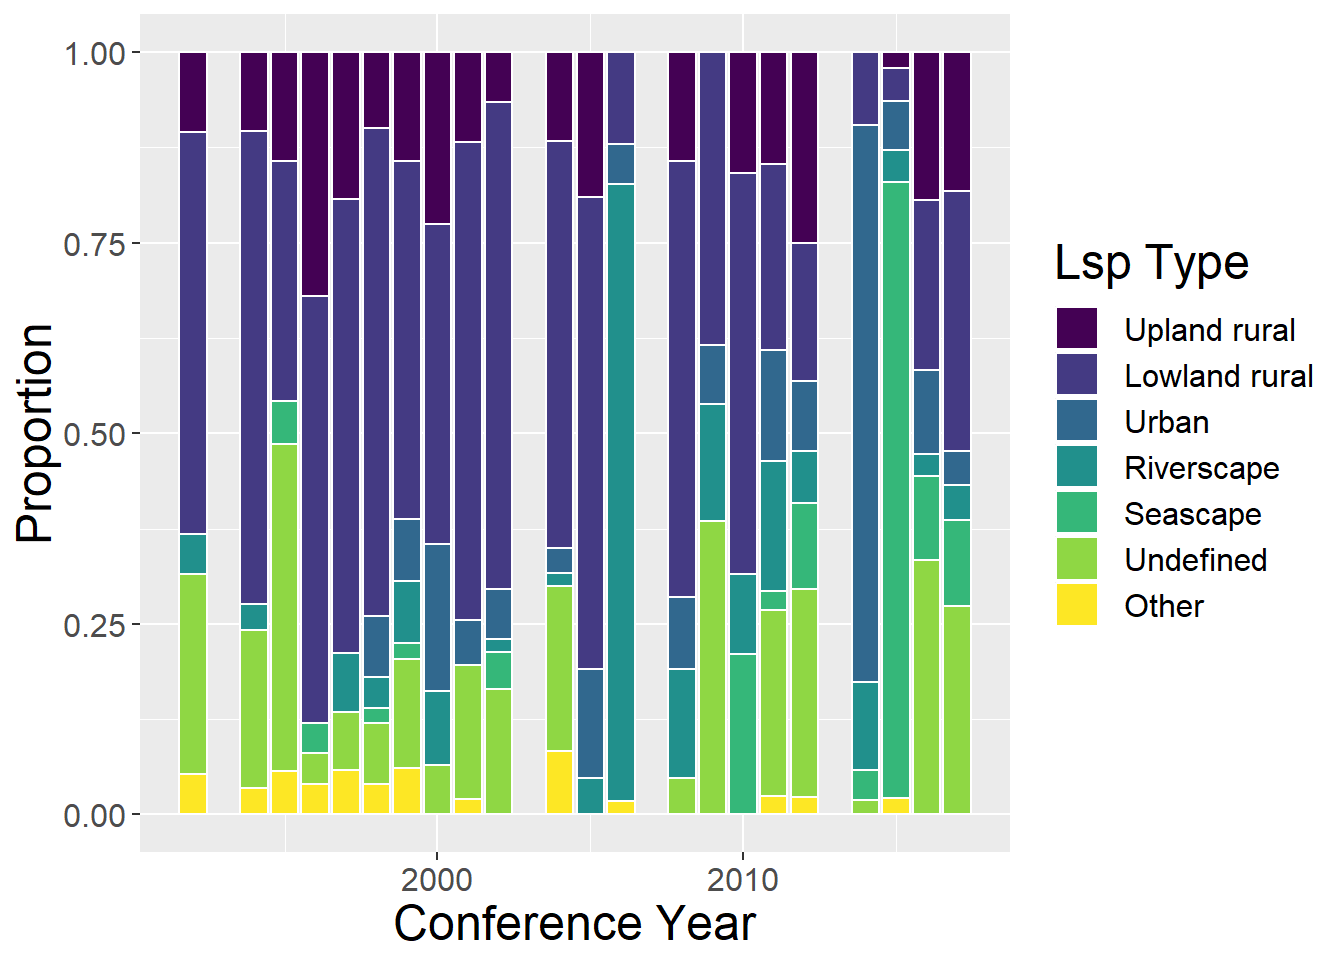 1.00
0.75
0.50
0.25
0.00
Proportion
2000
2010
Conference Year
Lsp Type
Upland rural
Lowland rural
Urban
Riverscape
Seascape
Undefined
Other